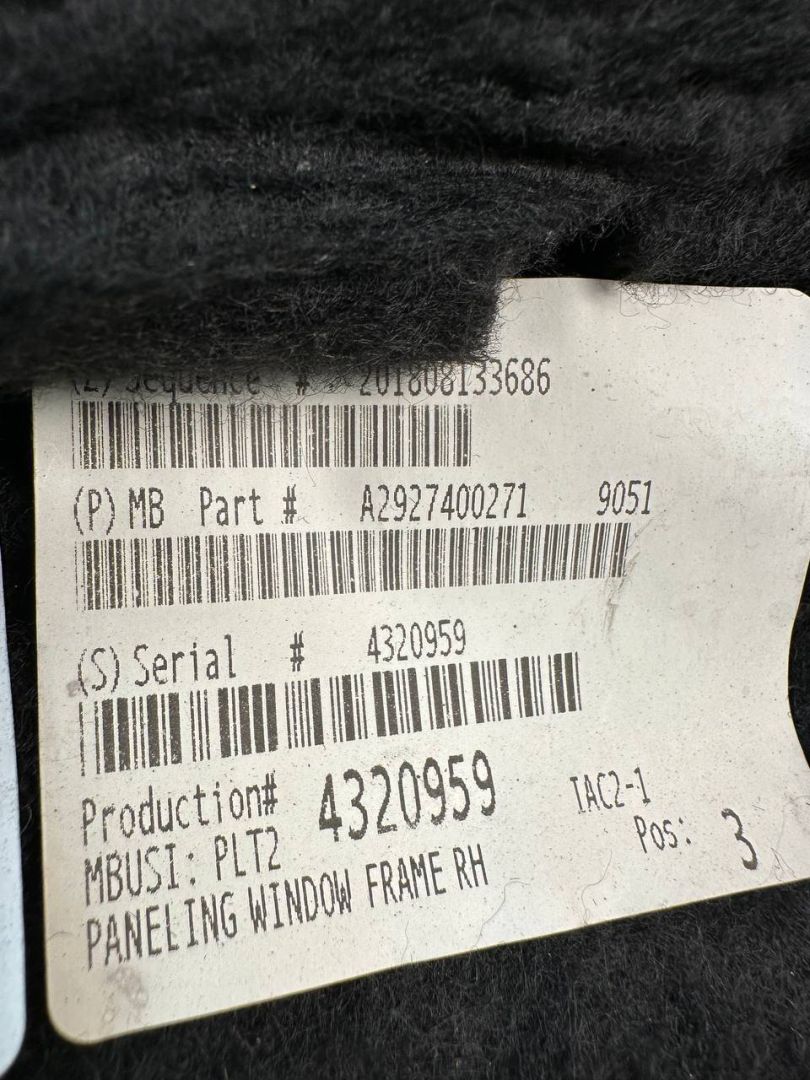 (Z) Sequence # 201808133686
(P) MB Part # A2927400271 9051
(S) Serial # 4320959
Production# 4320959 TAC2-1
MBUSI: PLT2 Pos: 3
PANELING WINDOW FRAME RH